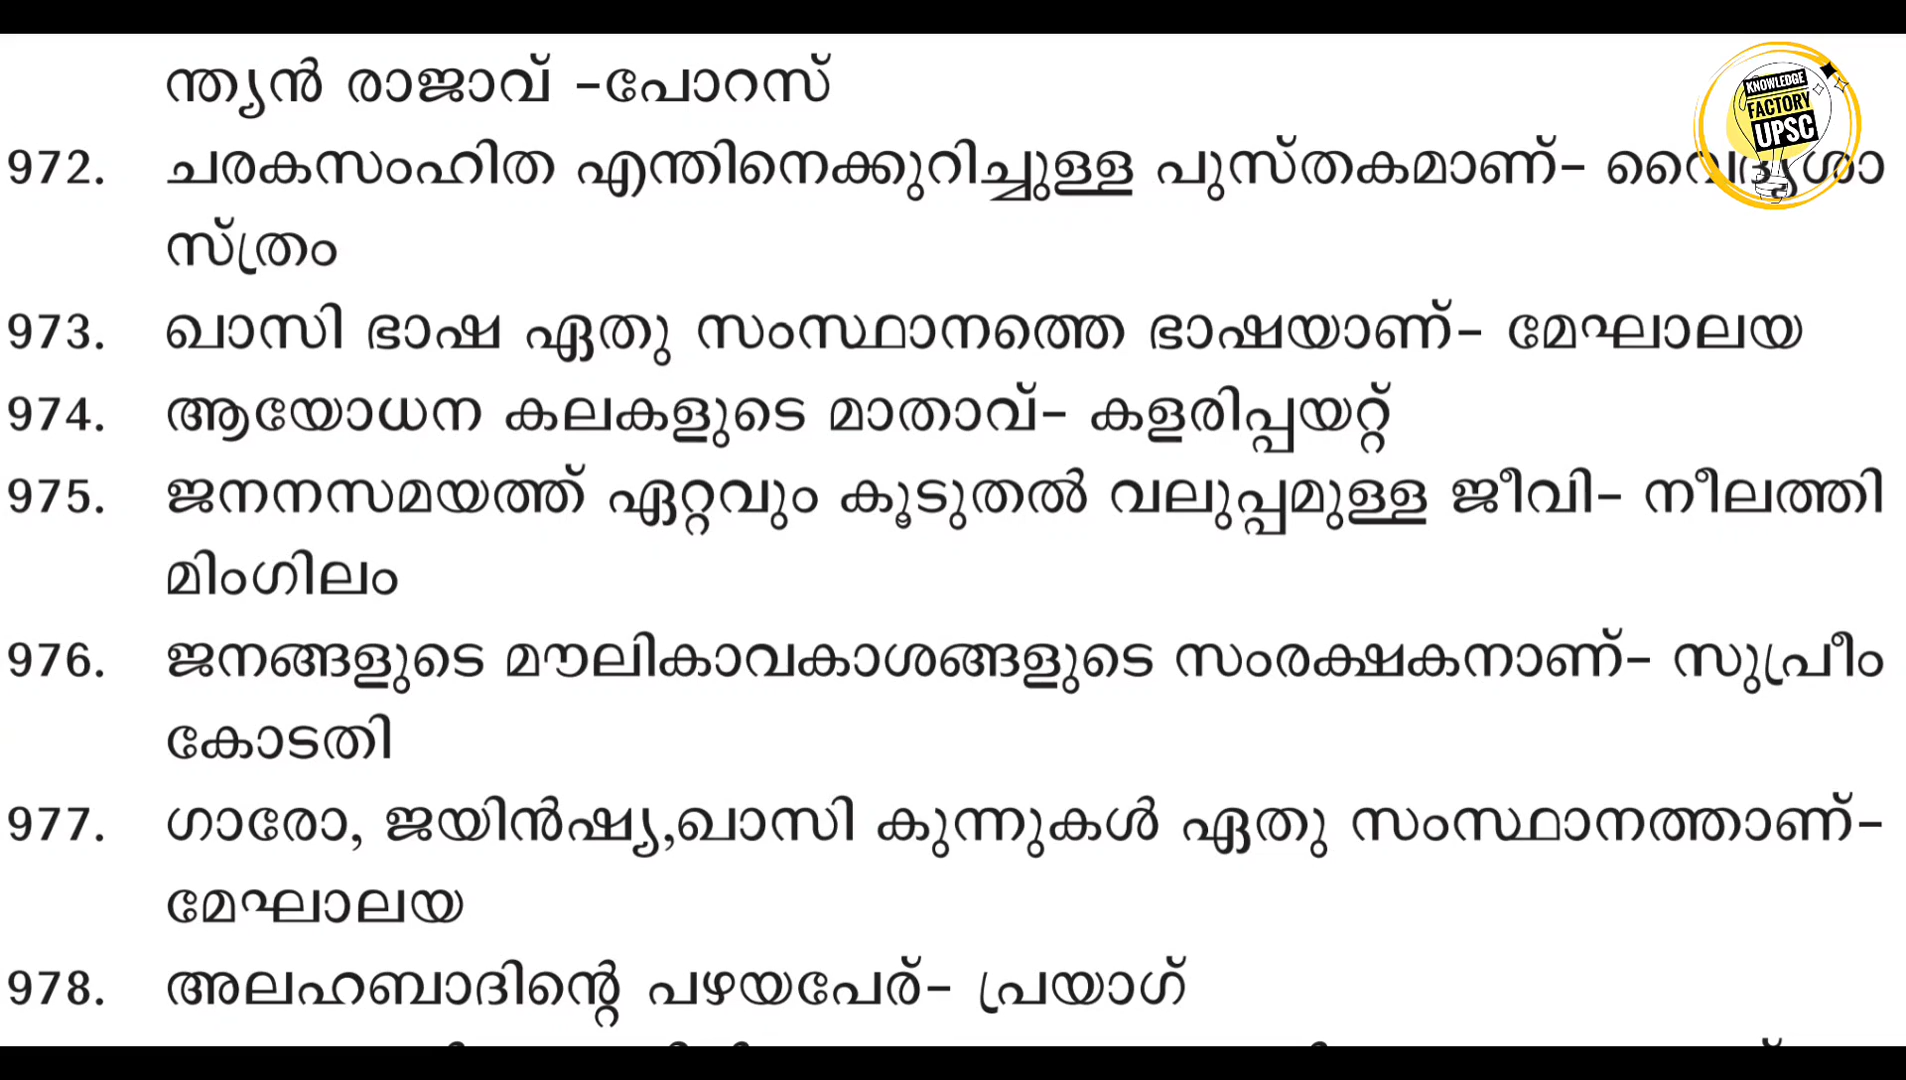 ന്ത്യൻ രാജാവ് -പോറസ്
KNOWLEDGE
FACTORY
UPSC
972. ചരകസംഹിത എന്തിനെക്കുറിച്ചുള്ള പുസ്തകമാണ്- വൈദ്യശാ
സ്ത്രം
973. ഖാസി ഭാഷ ഏതു സംസ്ഥാനത്തെ ഭാഷയാണ്- മേഘാലയ
974. ആയോധന കലകളുടെ മാതാവ്- കളരിപ്പയറ്റ്
975. ജനനസമയത്ത് ഏറ്റവും കൂടുതൽ വലുപ്പമുള്ള ജീവി- നീലത്തി
മിംഗിലം
976. ജനങ്ങളുടെ മൗലികാവകാശങ്ങളുടെ സംരക്ഷകനാണ്- സുപ്രീം
കോടതി
977. ഗാരോ, ജയിൻഷ്യ,ഖാസി കുന്നുകൾ ഏതു സംസ്ഥാനത്താണ്-
മേഘാലയ
978. അലഹബാദിന്റെ പഴയപേര്- പ്രയാഗ്